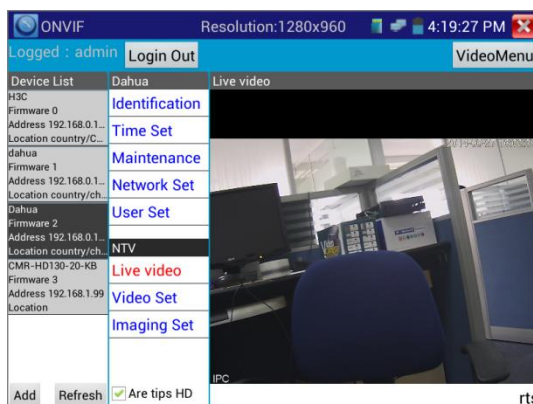 ONVIF
Resolution:1280x960
4:19:27 PM
Logged : admin
Login Out
VideoMenu
Device List
Dahua
Live video
H3C
Firmware 0
Address 192.168.0.1...
Location country/C...
dahua
Firmware 1
Address 192.168.0.1...
Location country/ch...
Dahua
Firmware 2
Address 192.168.0.1...
Location country/ch...
CMR-HD130-20-KB
Firmware 3
Address 192.168.1.99
Location
Add
Refresh
Identification
Time Set
Maintenance
Network Set
User Set
NTV
Live video
Video Set
Imaging Set
Are tips HD
IPC
rts